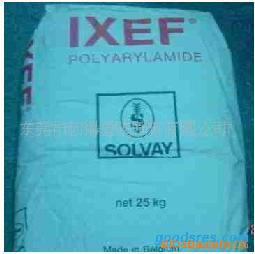 IXEF®
POLYARYLAMIDE
SOLVAY
net 25 kg
goodsres.com
Made in Belgium